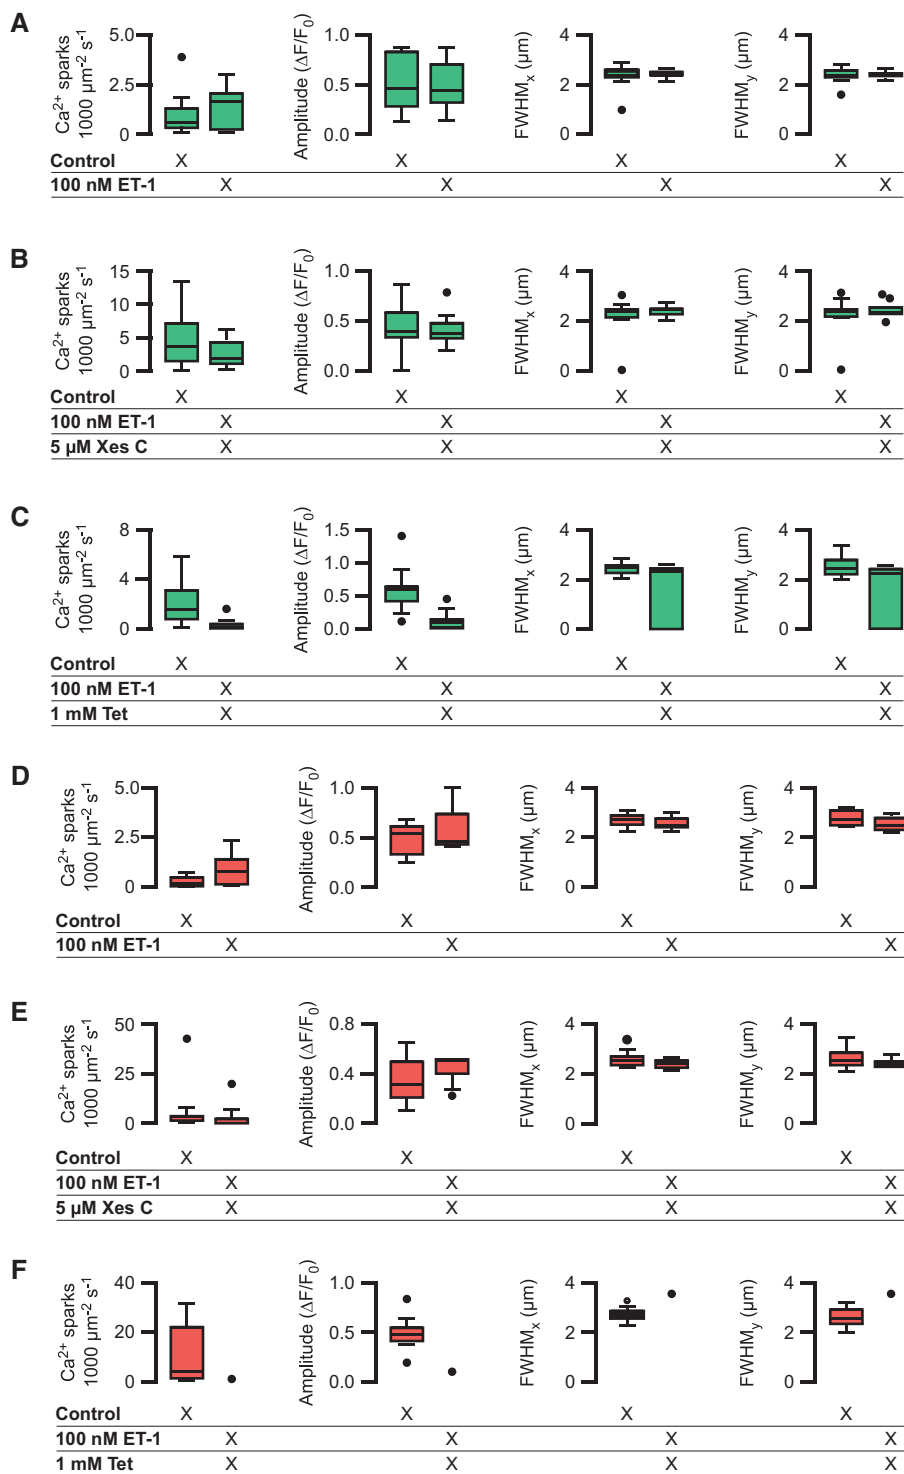 A
Ca2+ sparks
1000 µm-2 s-1
5.0
2.5
0
Amplitude (ΔF/F0)
1.0
0.5
0.0
FWHMx (µm)
4
2
0
FWHMy (µm)
4
2
0
Control X X X X
100 nM ET-1 X X X X
B
Ca2+ sparks
1000 µm-2 s-1
15
10
5
0
Amplitude (ΔF/F0)
1.0
0.5
0.0
FWHMx (µm)
4
2
0
FWHMy (µm)
4
2
0
Control X X X X
100 nM ET-1 X X X X
5 µM Xes C X X X X
C
Ca2+ sparks
1000 µm-2 s-1
8
4
0
Amplitude (ΔF/F0)
1.5
1.0
0.5
0.0
FWHMx (µm)
4
2
0
FWHMy (µm)
4
2
0
Control X X X X
100 nM ET-1 X X X X
1 mM Tet X X X X
D
Ca2+ sparks
1000 µm-2 s-1
5.0
2.5
0
Amplitude (ΔF/F0)
1.0
0.5
0.0
FWHMx (µm)
4
2
0
FWHMy (µm)
4
2
0
Control X X X X
100 nM ET-1 X X X X
E
Ca2+ sparks
1000 µm-2 s-1
50
25
0
Amplitude (ΔF/F0)
0.8
0.4
0.0
FWHMx (µm)
4
2
0
FWHMy (µm)
4
2
0
Control X X X X
100 nM ET-1 X X X X
5 µM Xes C X X X X
F
Ca2+ sparks
1000 µm-2 s-1
40
20
0
Amplitude (ΔF/F0)
1.0
0.5
0.0
FWHMx (µm)
4
2
0
FWHMy (µm)
4
2
0
Control X X X X
100 nM ET-1 X X X X
1 mM Tet X X X X